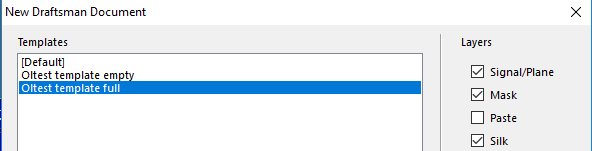 New Draftsman Document
Templates
[Default]
Oltest template empty
Oltest template full
Layers
Signal/Plane
Mask
Paste
Silk